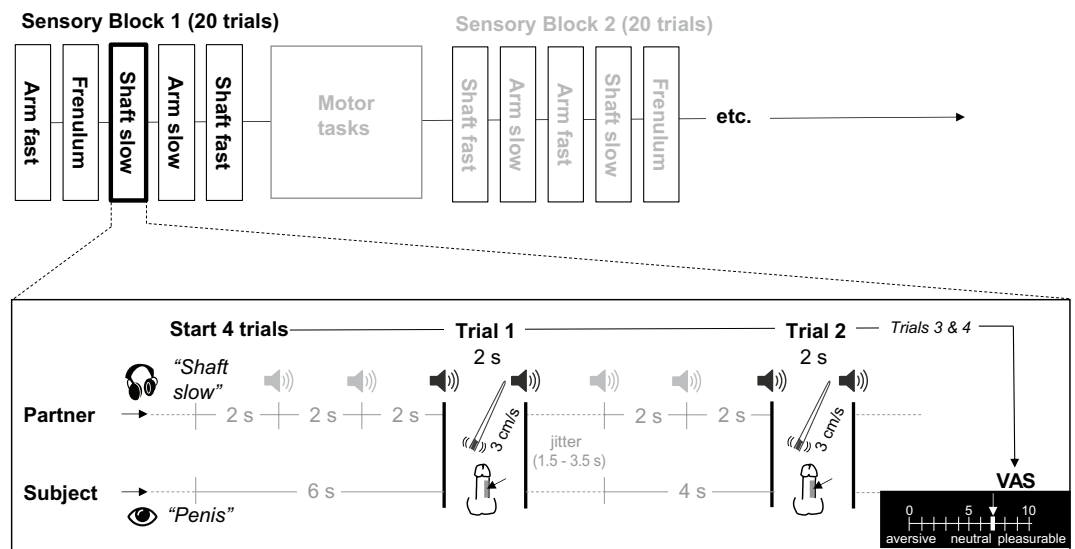 Sensory Block 1 (20 trials)
Sensory Block 2 (20 trials)
Arm fast
Frenulum
Shaft slow
Arm slow
Shaft fast
Motor
tasks
Shaft fast
Arm slow
Arm fast
Shaft slow
Frenulum
etc.
Start 4 trials
Trial 1
Trial 2
Trials 3 & 4
2 s
2 s
“Shaft
slow”
Partner
2 s
2 s
2 s
3 cm/s
2 s
2 s
3 cm/s
jitter
(1.5 - 3.5 s)
Subject
6 s
4 s
“Penis”
VAS
0 5 10
aversive neutral pleasurable